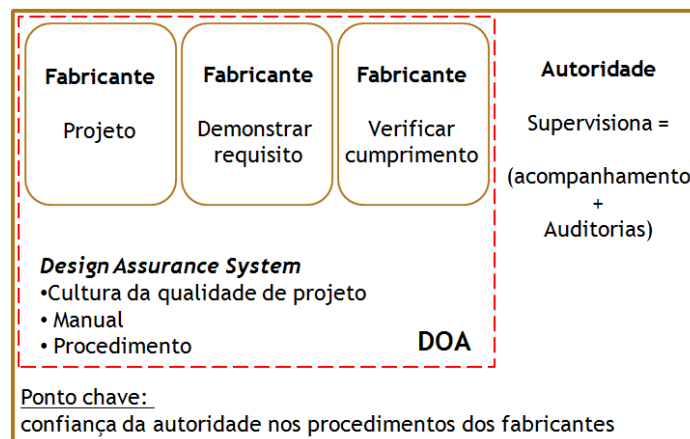 Fabricante
Projeto
Fabricante
Demonstrar
requisito
Fabricante
Verificar
cumprimento
Autoridade
Supervisiona =
(acompanhamento
+
Auditorias)
Design Assurance System
•Cultura da qualidade de projeto
• Manual
• Procedimento
DOA
Ponto chave:
confiança da autoridade nos procedimentos dos fabricantes